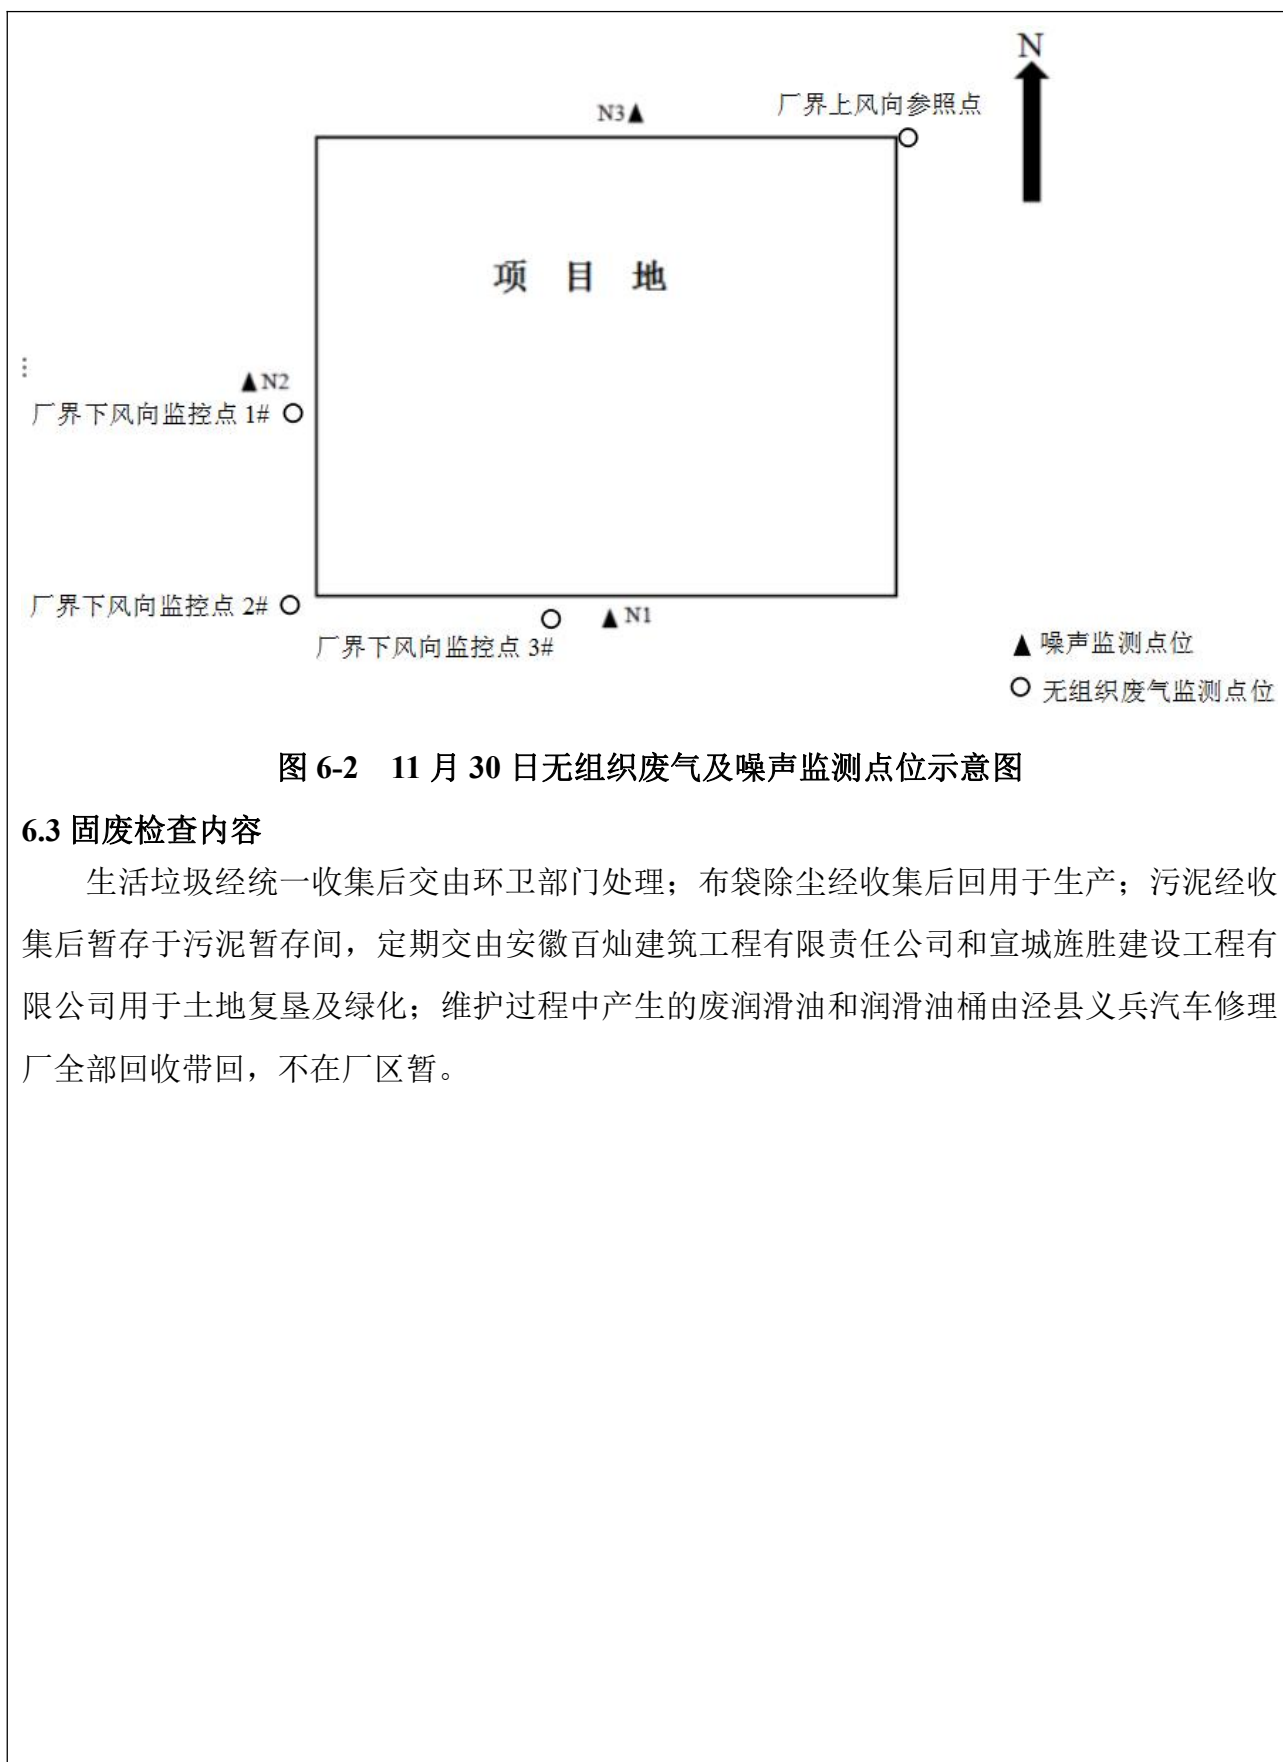 N
厂界上风向参照点
N3▲
项 目 地
▲N2
厂界下风向监控点 1#
厂界下风向监控点 2#
▲N1
厂界下风向监控点 3#
▲ 噪声监测点位
○ 无组织废气监测点位
图 6-2 11 月 30 日无组织废气及噪声监测点位示意图
6.3 固废检查内容
生活垃圾经统一收集后交由环卫部门处理；布袋除尘经收集后回用于生产；污泥经收
集后暂存于污泥暂存间，定期交由安徽百灿建筑工程有限责任公司和宣城旌胜建设工程有
限公司用于土地复垦及绿化；维护过程中产生的废润滑油和润滑油桶由泾县义兵汽车修理
厂全部回收带回，不在厂区暂。